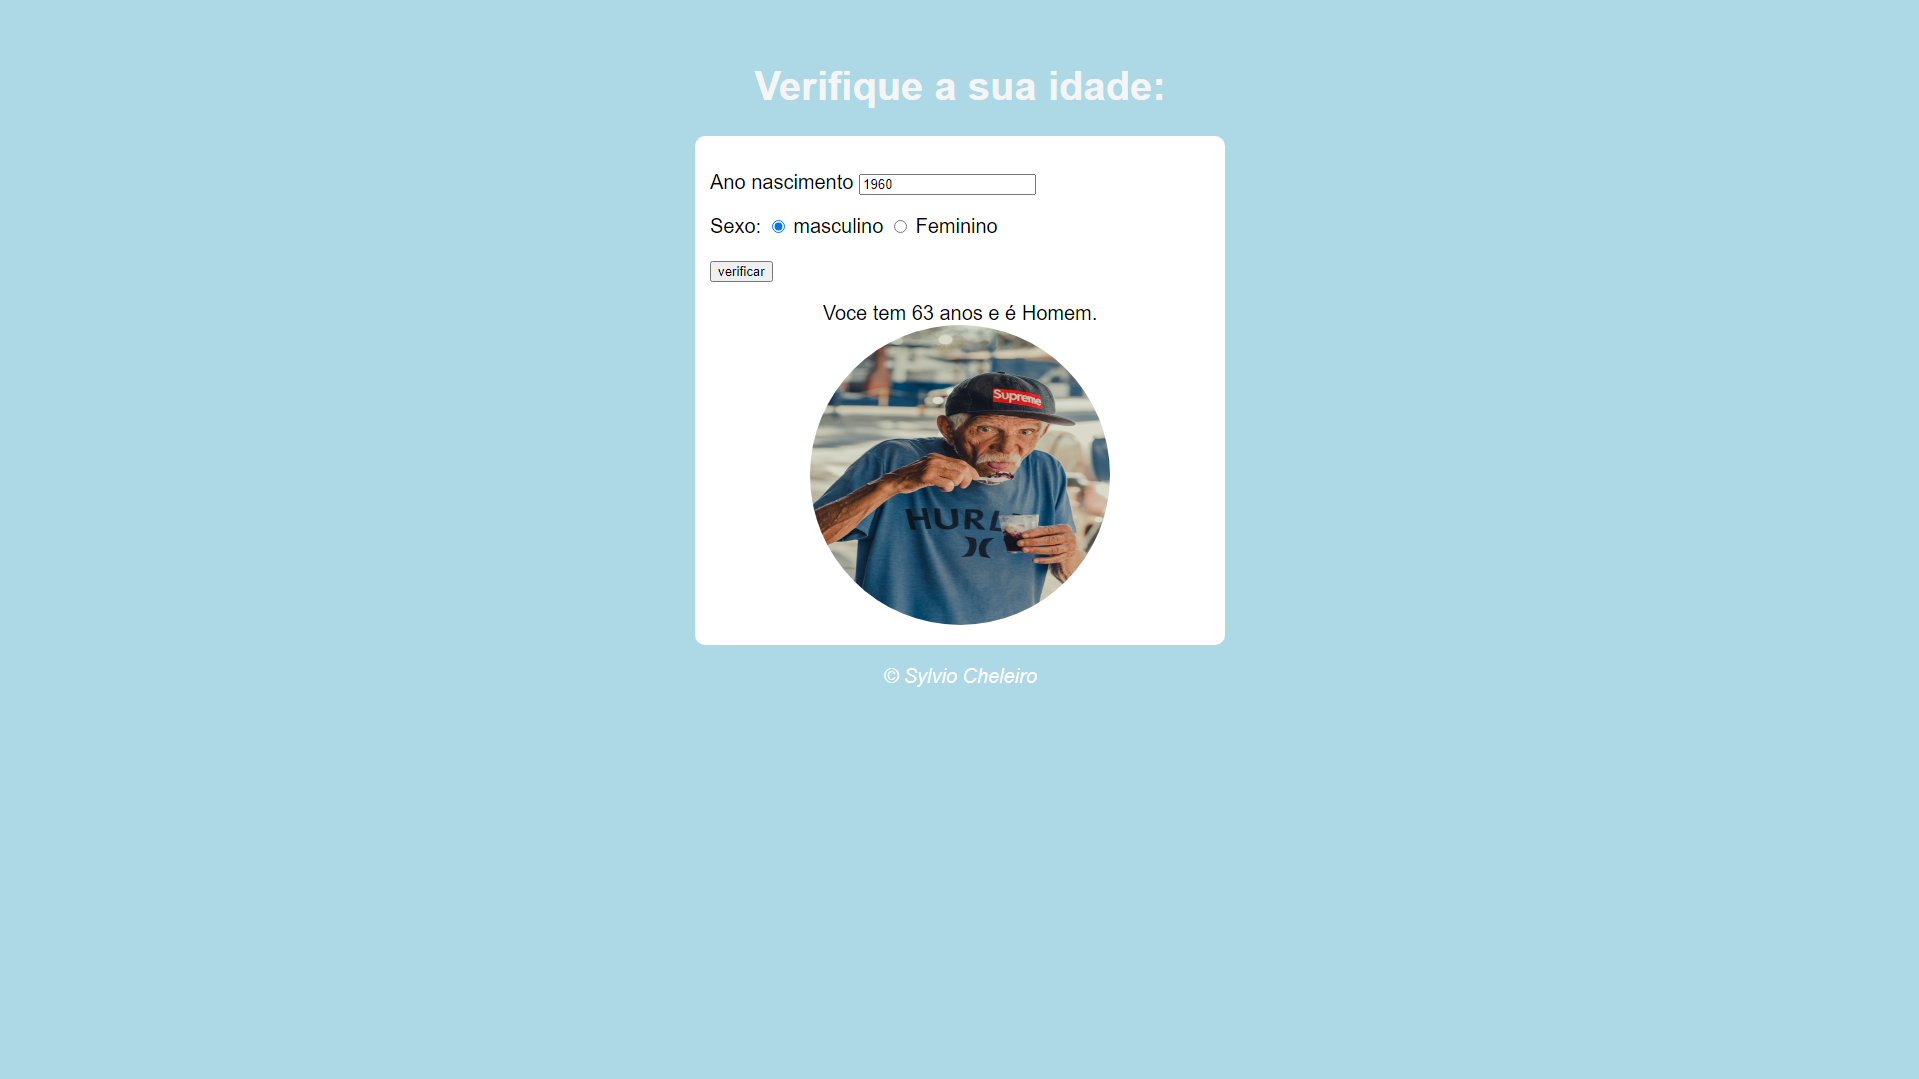 Verifique a sua idade:
Ano nascimento 1960
Sexo: masculino Feminino
verificar
Voce tem 63 anos e é Homem.
Supreme
HURL
© Sylvio Cheleiro